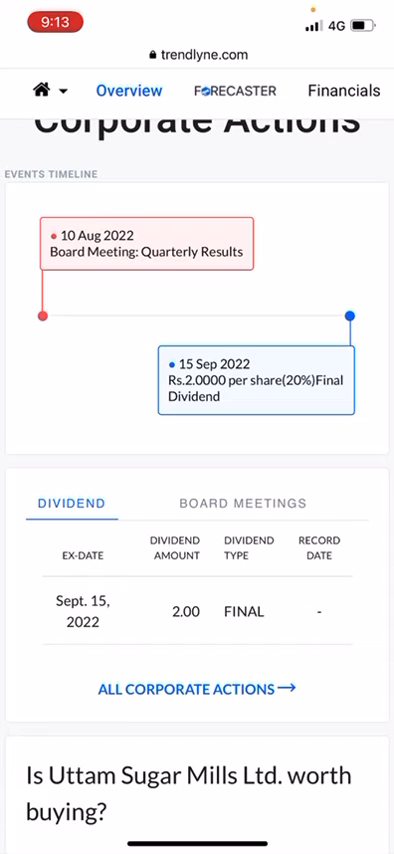 9:13
4G
trendlyne.com
Overview
FORECASTER
Financials
Corporate Actions
EVENTS TIMELINE
10 Aug 2022
Board Meeting: Quarterly Results
15 Sep 2022
Rs.2.0000 per share(20%)Final
Dividend
DIVIDEND
BOARD MEETINGS
EX-DATE
DIVIDEND
AMOUNT
DIVIDEND
TYPE
RECORD
DATE
Sept. 15,
2022
2.00
FINAL
-
ALL CORPORATE ACTIONS
Is Uttam Sugar Mills Ltd. worth
buying?